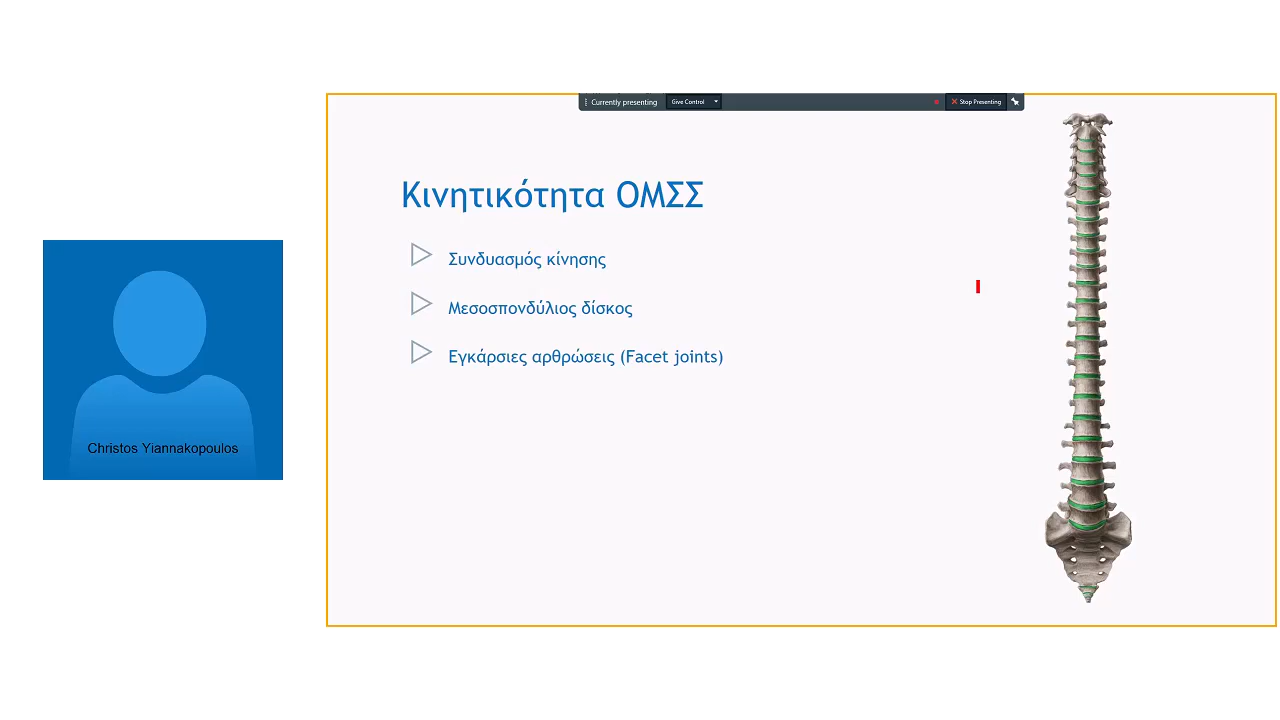 Currently presenting
Give Control
Stop Presenting
Κινητικότητα ΟΜΣΣ
Συνδυασμός κίνησης
Μεσοσπονδύλιος δίσκος
Εγκάρσιες αρθρώσεις (Facet joints)
Christos Yiannakopoulos